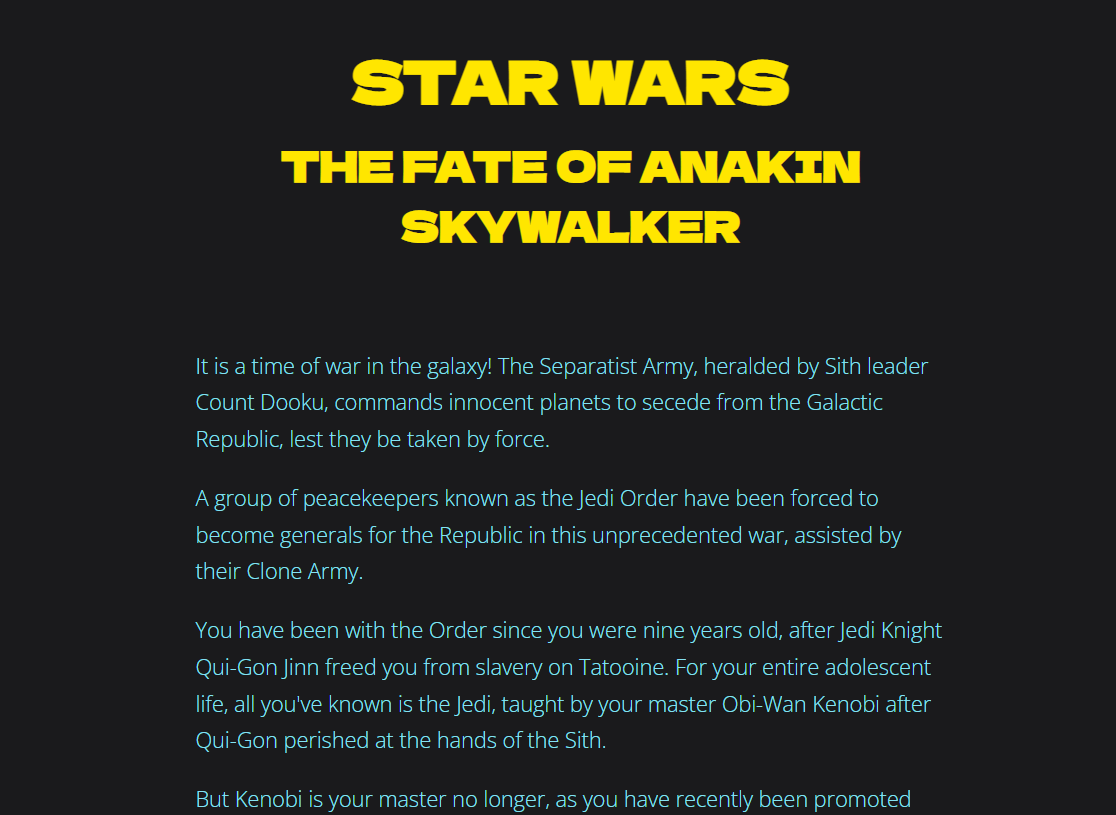 STAR WARS
THE FATE OF ANAKIN
SKYWALKER
It is a time of war in the galaxy! The Separatist Army, heralded by Sith leader
Count Dooku, commands innocent planets to secede from the Galactic
Republic, lest they be taken by force.
A group of peacekeepers known as the Jedi Order have been forced to
become generals for the Republic in this unprecedented war, assisted by
their Clone Army.
You have been with the Order since you were nine years old, after Jedi Knight
Qui-Gon Jinn freed you from slavery on Tatooine. For your entire adolescent
life, all you've known is the Jedi, taught by your master Obi-Wan Kenobi after
Qui-Gon perished at the hands of the Sith.
But Kenobi is your master no longer, as you have recently been promoted